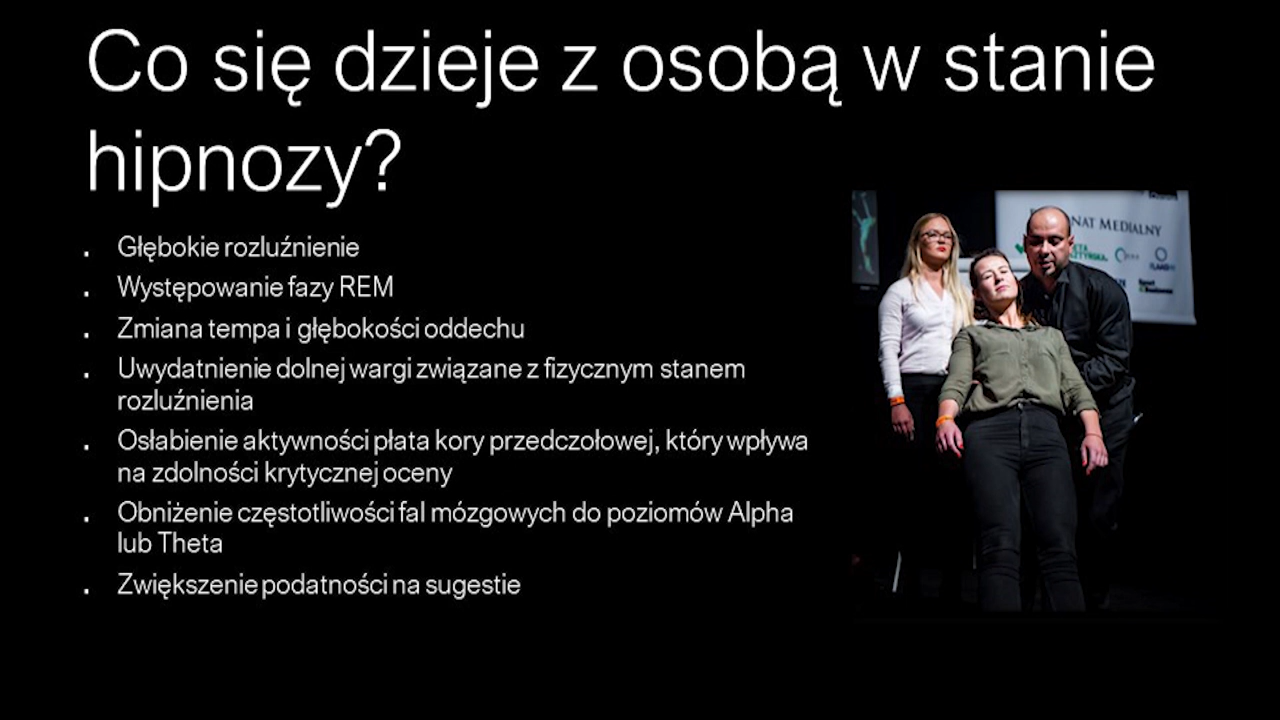 Co się dzieje z osobą w stanie
hipnozy?
. Głębokie rozluźnienie
. Występowanie fazy REM
. Zmiana tempa i głębokości oddechu
. Uwydatnienie dolnej wargi związane z fizycznym stanem
rozluźnienia
. Osłabienie aktywności płata kory przedczołowej, który wpływa
na zdolności krytycznej oceny
. Obniżenie częstotliwości fal mózgowych do poziomów Alpha
lub Theta
. Zwiększenie podatności na sugestie
MEDIALNY